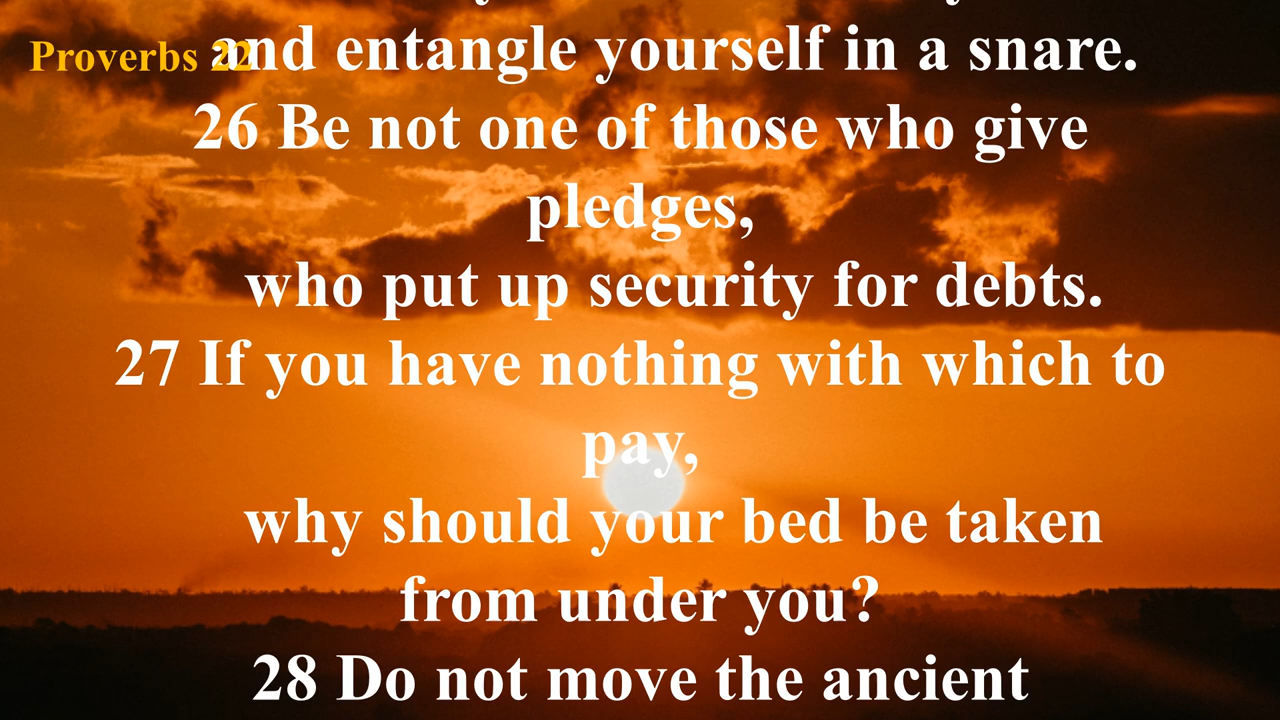 Proverbs 22
and entangle yourself in a snare.
26 Be not one of those who give
pledges,
who put up security for debts.
27 If you have nothing with which to
pay,
why should your bed be taken
from under you?
28 Do not move the ancient